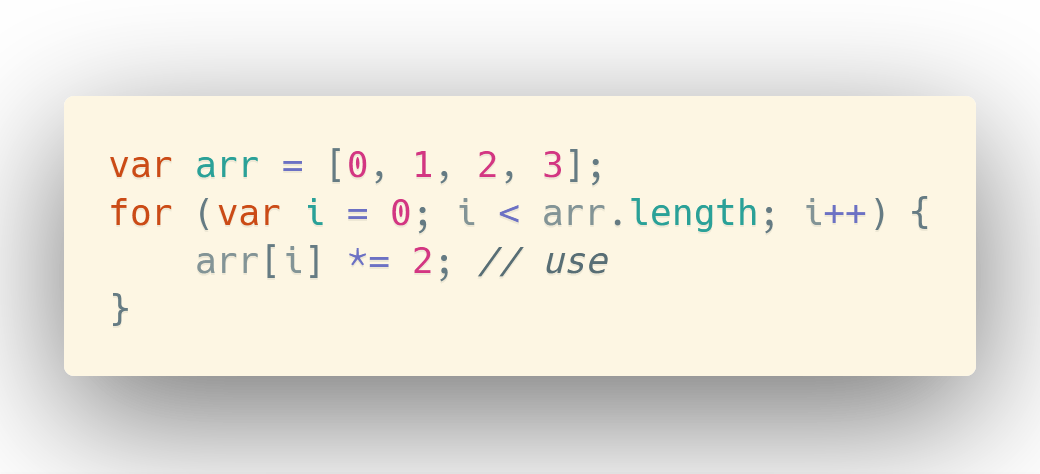 var arr = [0, 1, 2, 3];
for (var i = 0; i < arr.length; i++) {
    arr[i] *= 2; // use
}